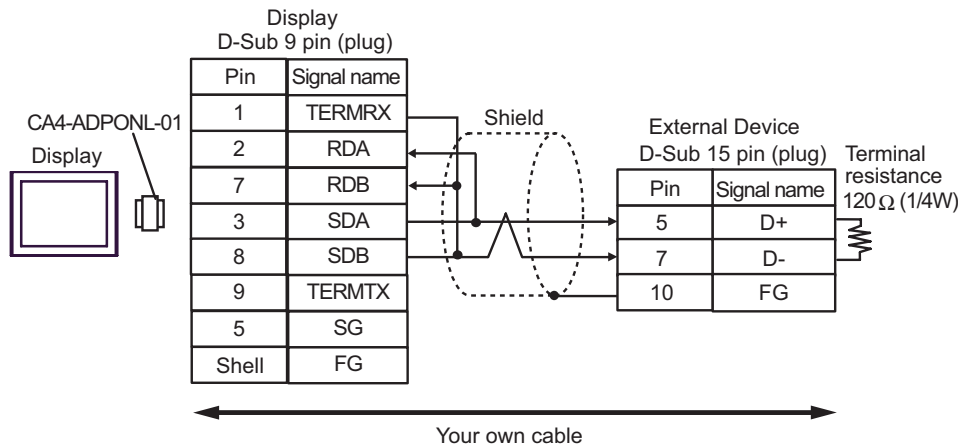 Display
D-Sub 9 pin (plug)
Pin Signal name
1 TERMRX
2 RDA
7 RDB
3 SDA
8 SDB
9 TERMTX
5 SG
Shell FG
CA4-ADPONL-01
Display
Shield
External Device
D-Sub 15 pin (plug)
Pin Signal name
5 D+
7 D-
10 FG
Terminal
resistance
120Ω (1/4W)
Your own cable